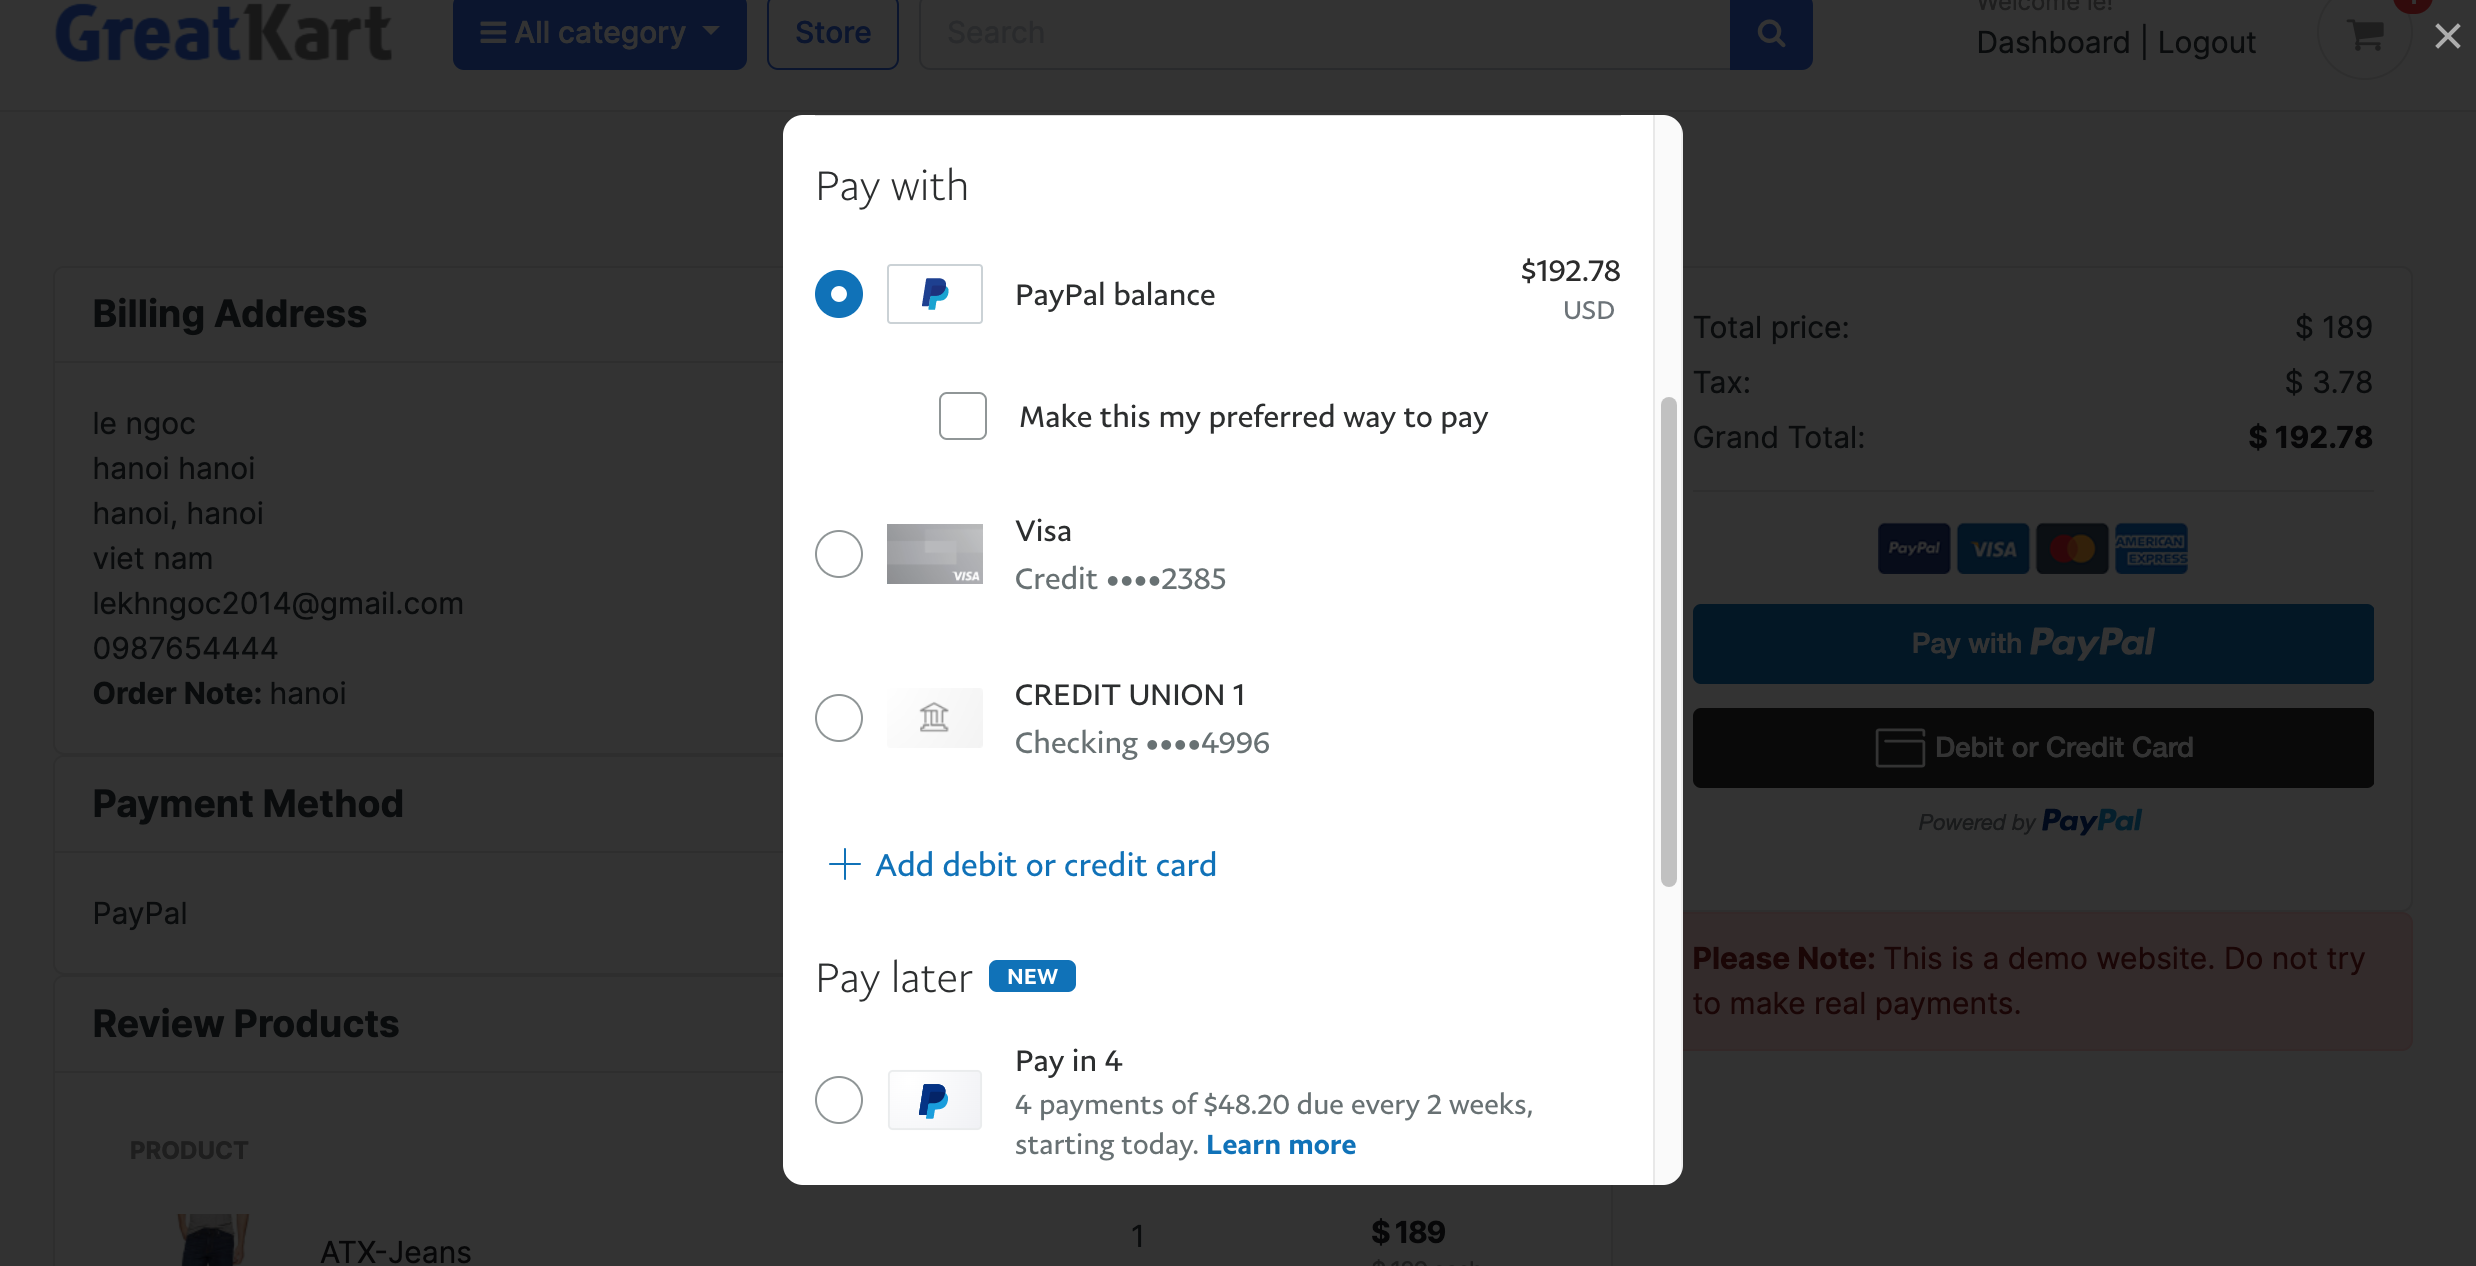 GreatKart
All category
Store
Search
Welcome le!
Dashboard | Logout
Pay with
PayPal balance
$192.78
USD
Make this my preferred way to pay
VISA
Visa
Credit ••••2385
CREDIT UNION 1
Checking ••••4996
Add debit or credit card
Pay later NEW
Pay in 4
4 payments of $48.20 due every 2 weeks,
starting today. Learn more
Billing Address
le ngoc
hanoi hanoi
hanoi, hanoi
viet nam
lekhngoc2014@gmail.com
0987654444
Order Note: hanoi
Payment Method
PayPal
Review Products
PRODUCT
ATX-Jeans
1
$ 189
Total price: $ 189
Tax: $ 3.78
Grand Total: $ 192.78
PayPal VISA AMERICAN EXPRESS
Pay with PayPal
Debit or Credit Card
Powered by PayPal
Please Note: This is a demo website. Do not try
to make real payments.